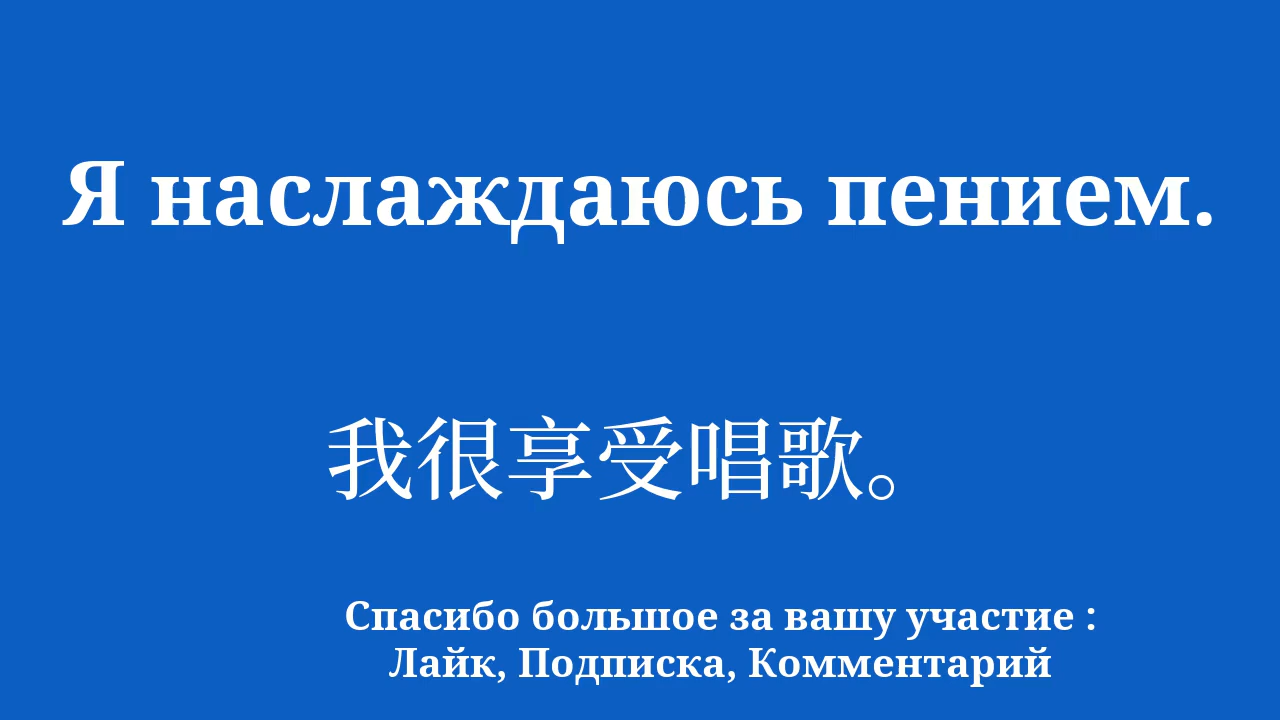 Я наслаждаюсь пением.
我很享受唱歌。
Спасибо большое за вашу участие :
Лайк, Подписка, Комментарий